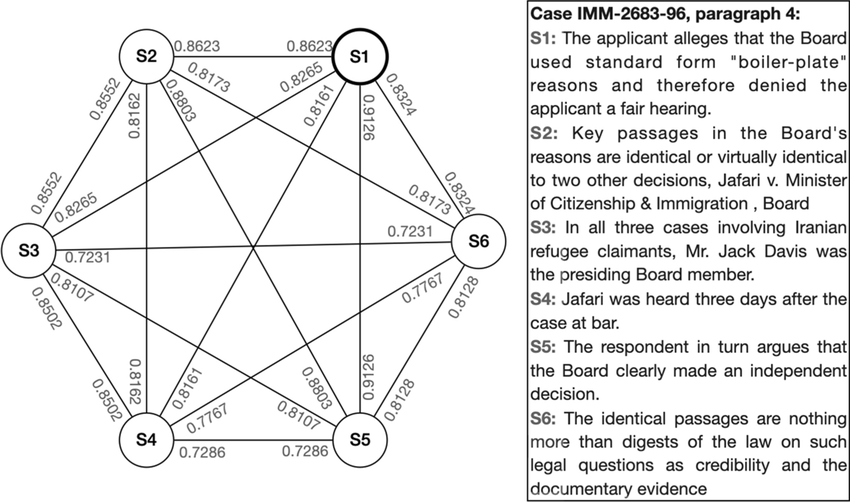 S2
0.8623
0.8623
S1
0.8173
0.8265
0.8552
0.8162
0.8803
0.8161
0.9126
0.8324
0.8552
0.8265
0.8173
0.8324
S3
0.7231
0.7231
S6
0.8107
0.7767
0.8502
0.8128
0.8502
0.8162
0.8161
0.8803
0.9126
0.8128
0.7767
0.8107
S4
0.7286
0.7286
S5
Case IMM-2683-96, paragraph 4:
S1: The applicant alleges that the Board
used standard form "boiler-plate"
reasons and therefore denied the
applicant a fair hearing.
S2: Key passages in the Board's
reasons are identical or virtually identical
to two other decisions, Jafari v. Minister
of Citizenship & Immigration , Board
S3: In all three cases involving Iranian
refugee claimants, Mr. Jack Davis was
the presiding Board member.
S4: Jafari was heard three days after the
case at bar.
S5: The respondent in turn argues that
the Board clearly made an independent
decision.
S6: The identical passages are nothing
more than digests of the law on such
legal questions as credibility and the
documentary evidence